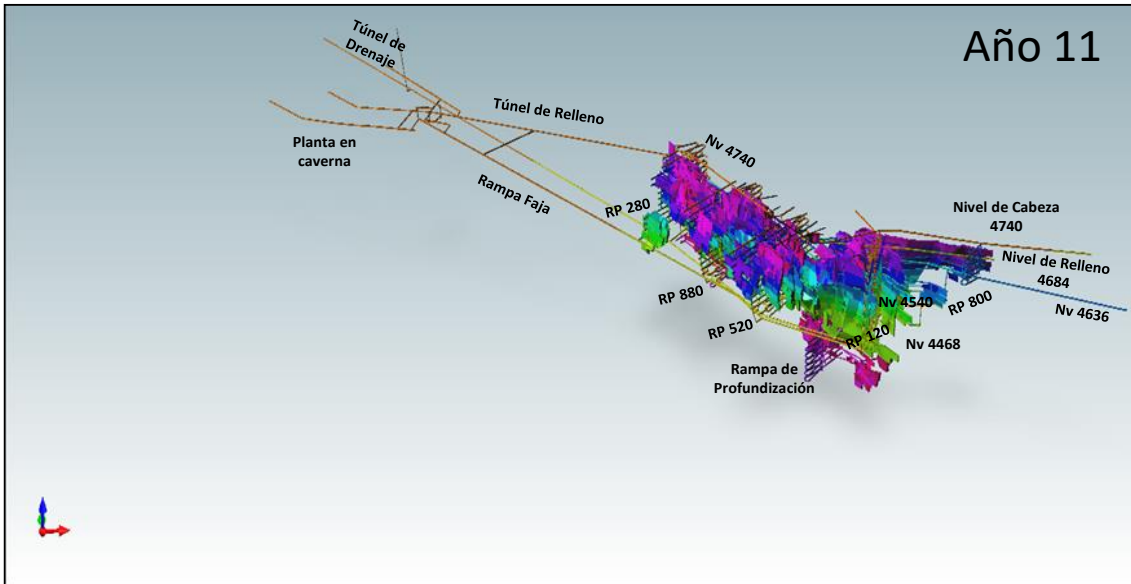 Año 11
Túnel de
Drenaje
Túnel de Relleno
Planta en
caverna
Nv 4740
Rampa Faja
RP 280
Nivel de Cabeza
4740
Nivel de Relleno
4684
RP 880
Nv 4540
RP 800
Nv 4636
RP 520
RP 120
Nv 4468
Rampa de
Profundización